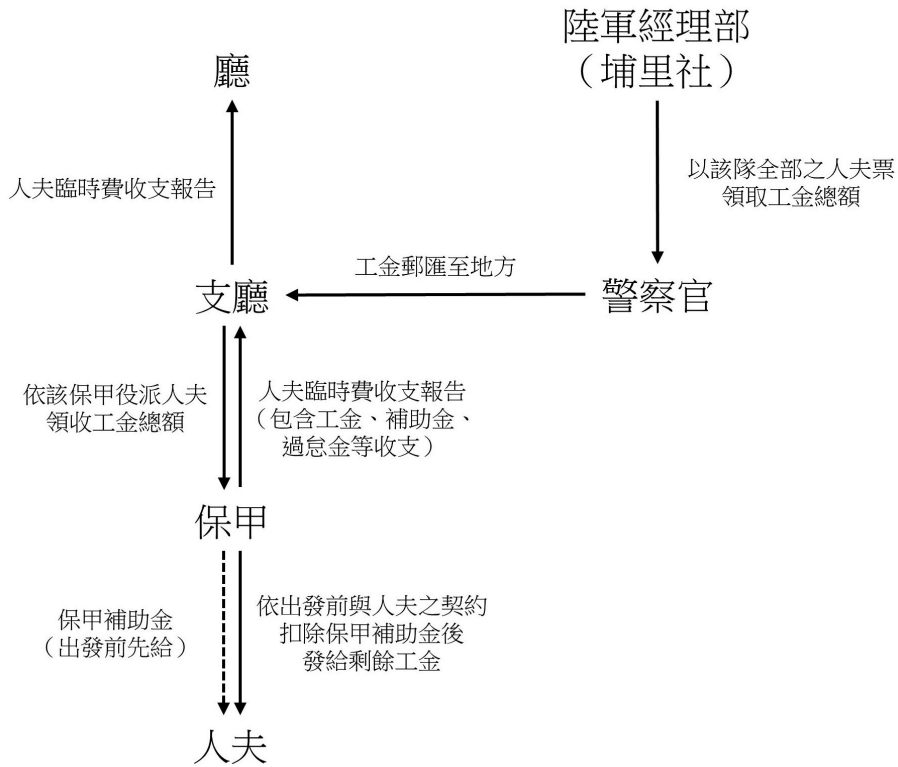 陸軍經理部
（埔里社）
廳
人夫臨時費收支報告
以該隊全部之人夫票
領取工金總額
工金郵匯至地方
支廳
警察官
依該保甲役派人夫
領收工金總額
人夫臨時費收支報告
（包含工金、補助金、
過怠金等收支）
保甲
保甲補助金
（出發前先給）
依出發前與人夫之契約
扣除保甲補助金後
發給剩餘工金
人夫